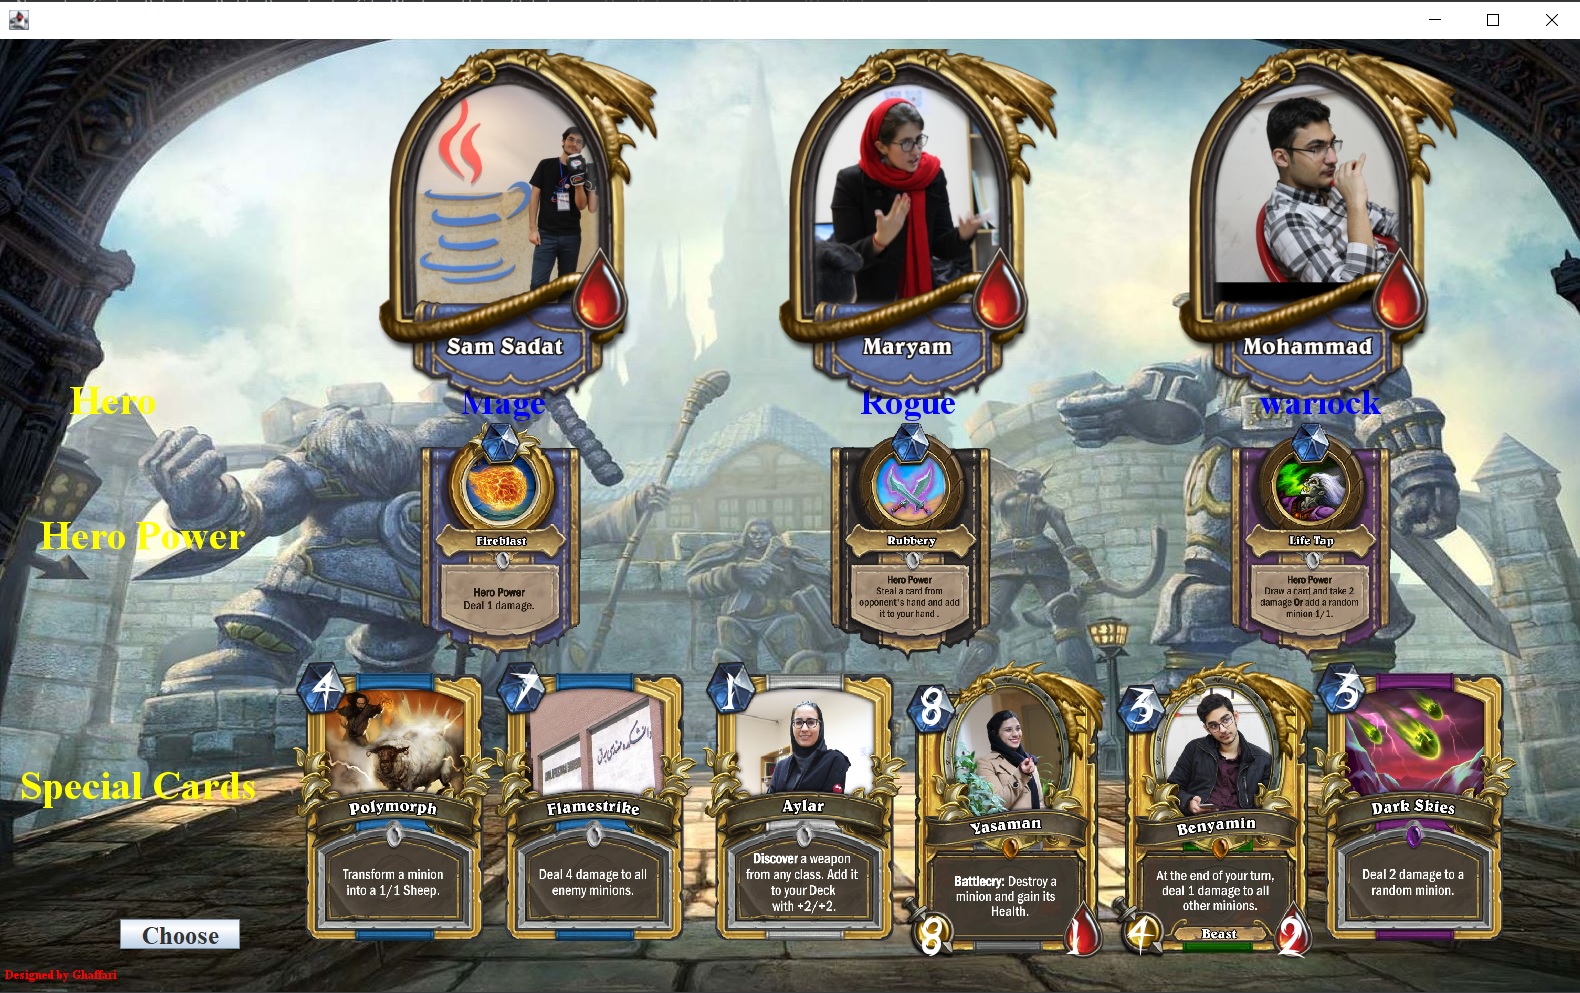 Sam Sadat
Maryam
Mohammad
Hero
Mage
Rogue
warlock
Hero Power
Fireblast
Hero Power
Deal 1 damage.
Rubbery
Hero Power
Steal a card from
opponent's hand and add
it to your hand .
Life Tap
Hero Power
Draw a card and take 2
damage Or add a random
minion 1/1.
Special Cards
4
Polymorph
Transform a minion
into a 1/1 Sheep.
7
Flamestrike
Deal 4 damage to all
enemy minions.
1
Aylar
Discover a weapon
from any class. Add it
to your Deck
with +2/+2.
8
Yasaman
Battlecry: Destroy a
minion and gain its
Health.
8
1
3
Benyamin
At the end of your turn,
deal 1 damage to all
other minions.
4
Beast
2
Dark Skies
Deal 2 damage to a
random minion.
Choose
Designed by Ghaffari